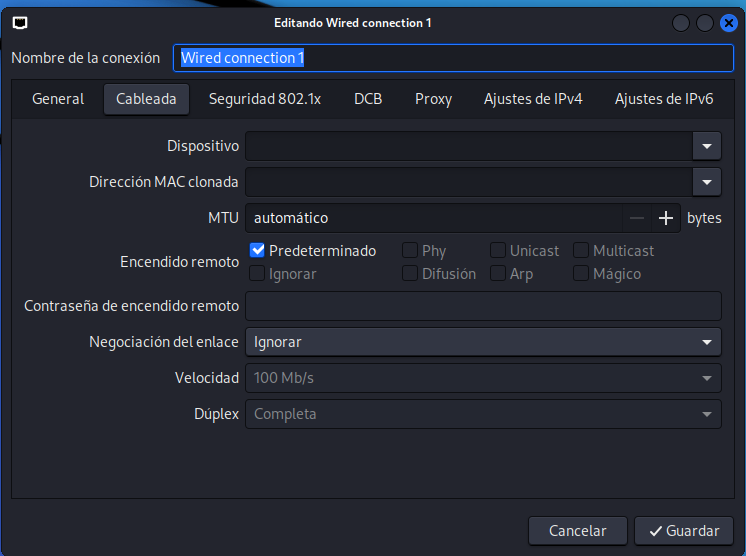 Editando Wired connection 1
Nombre de la conexión Wired connection 1
General Cableada Seguridad 802.1x DCB Proxy Ajustes de IPv4 Ajustes de IPv6
Dispositivo
Dirección MAC clonada
MTU automático bytes
Encendido remoto
Predeterminado Phy Unicast Multicast
Ignorar Difusión Arp Mágico
Contraseña de encendido remoto
Negociación del enlace Ignorar
Velocidad 100 Mb/s
Dúplex Completa
Cancelar Guardar